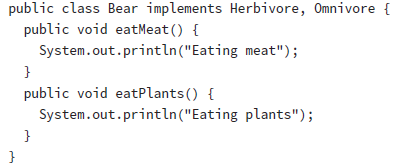 public class Bear implements Herbivore, Omnivore {
  public void eatMeat() {
    System.out.println("Eating meat");
  }
  public void eatPlants() {
    System.out.println("Eating plants");
  }
}